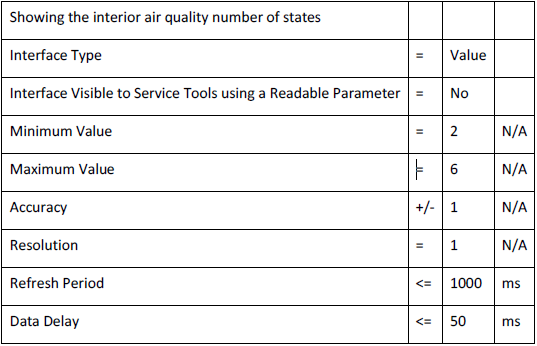 Showing the interior air quality number of states
Interface Type = Value
Interface Visible to Service Tools using a Readable Parameter = No
Minimum Value = 2 N/A
Maximum Value = 6 N/A
Accuracy +/- 1 N/A
Resolution = 1 N/A
Refresh Period <= 1000 ms
Data Delay <= 50 ms